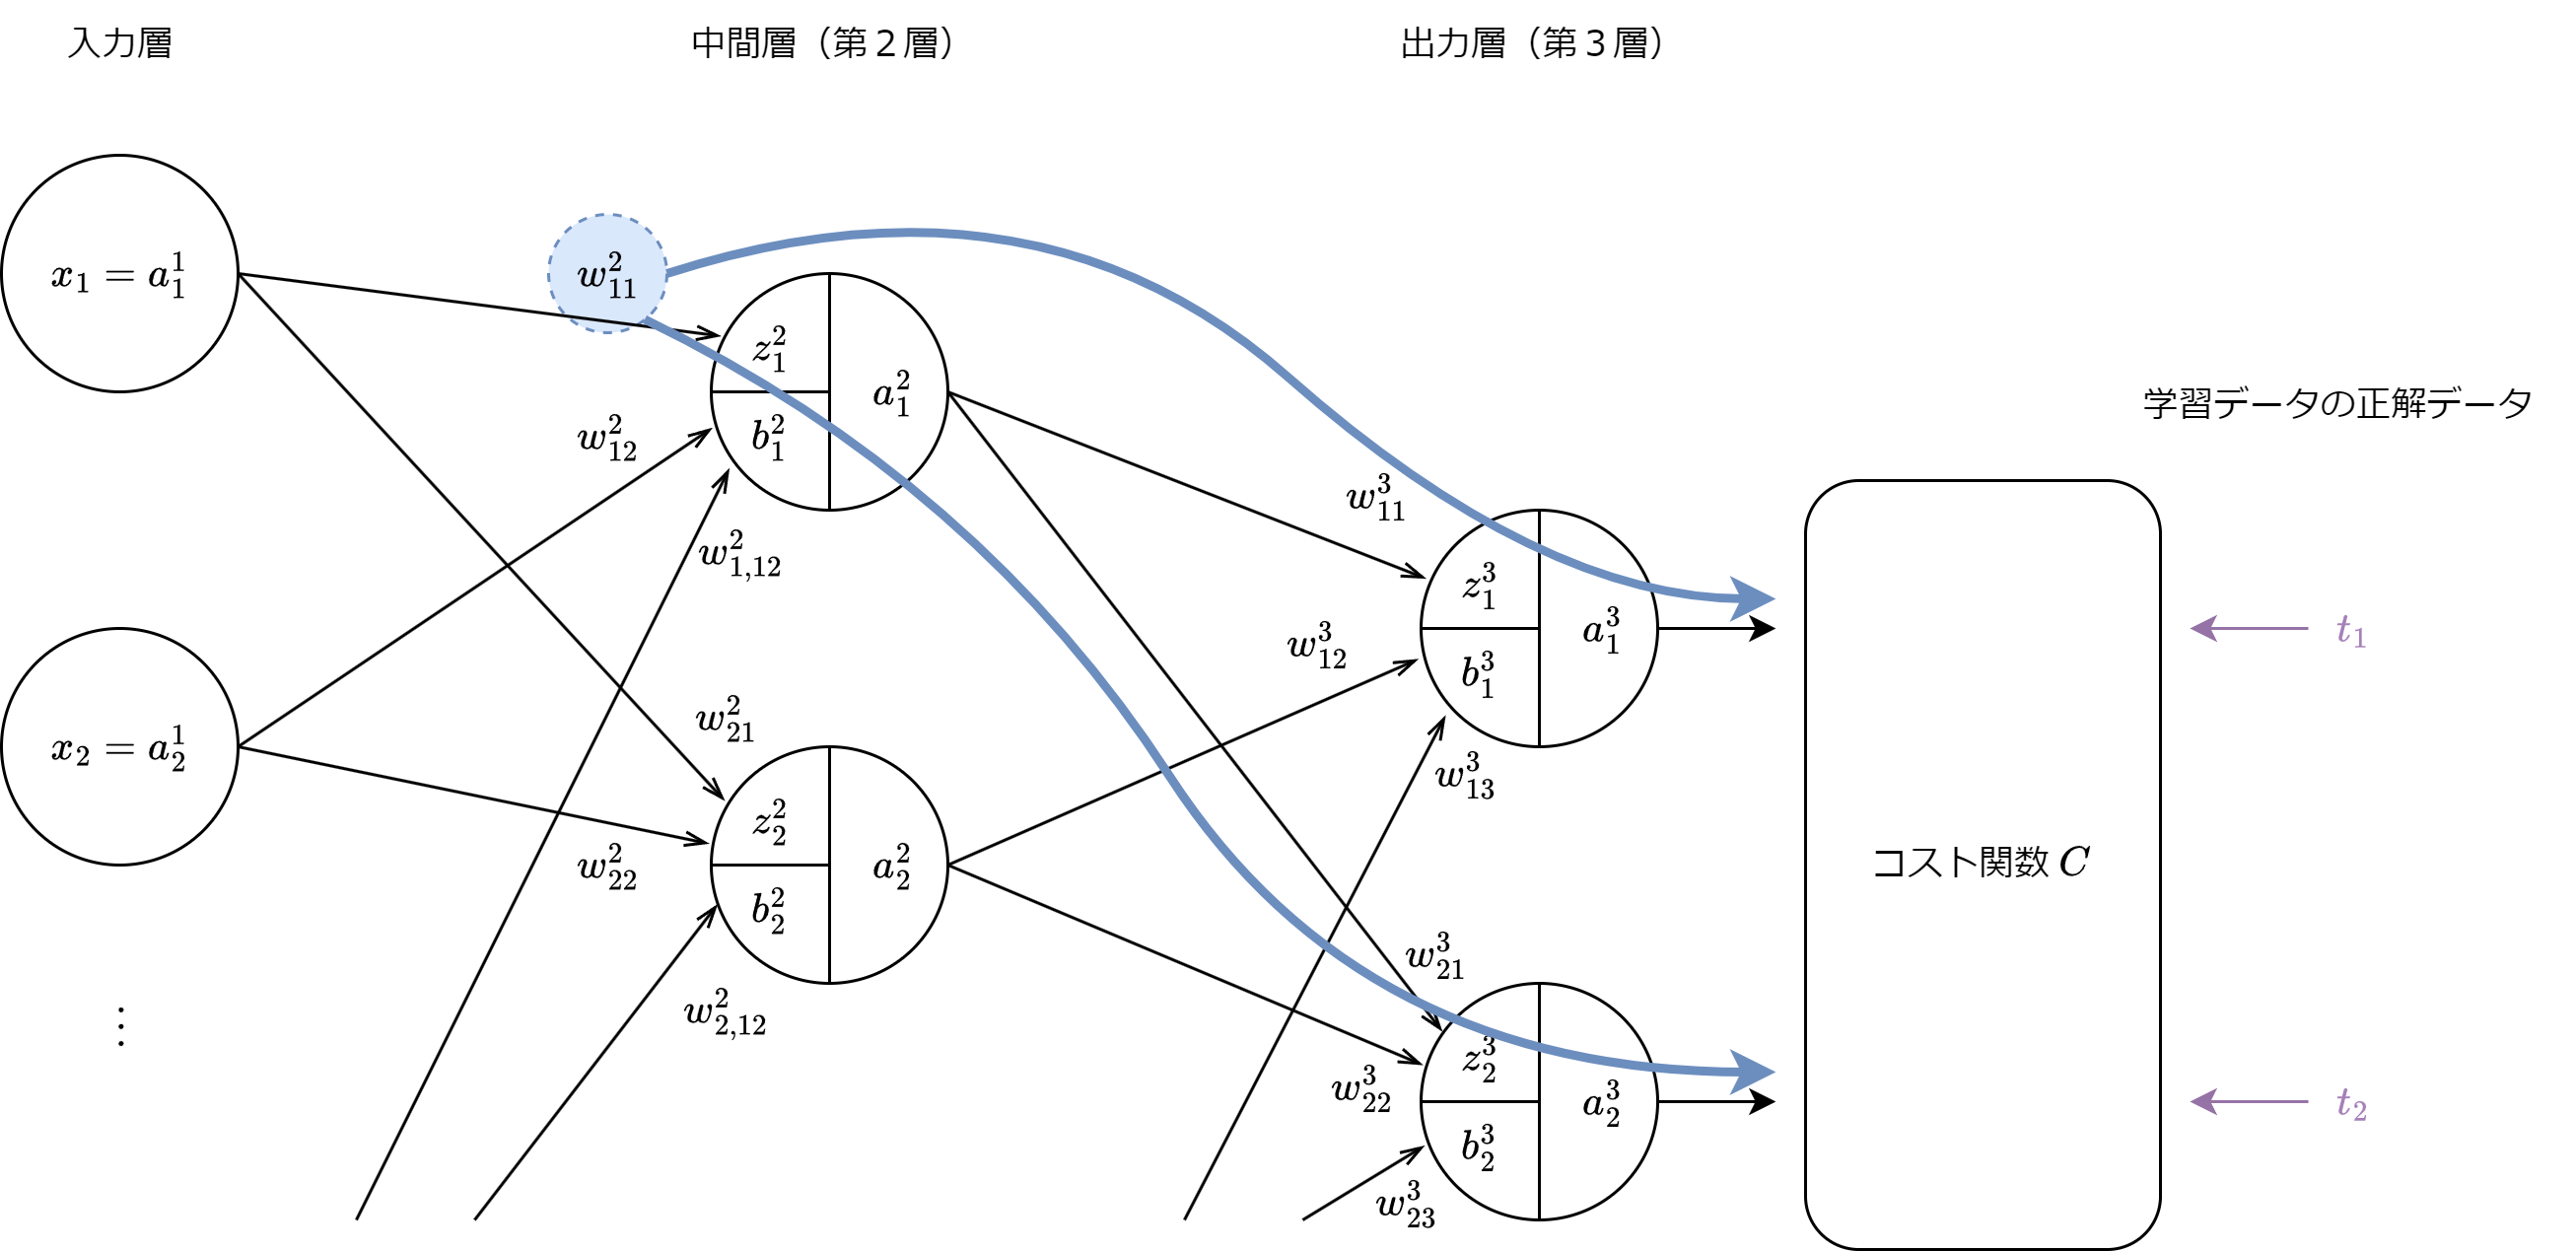 入力層
中間層（第２層）
出力層（第３層）
x_1 = a_1^1
w_{11}^2
z_1^2
a_1^2
b_1^2
w_{12}^2
w_{1,12}^2
学習データの正解データ
w_{11}^3
z_1^3
a_1^3
b_1^3
t_1
w_{12}^3
w_{13}^3
x_2 = a_2^1
w_{21}^2
z_2^2
a_2^2
b_2^2
w_{22}^2
w_{2,12}^2
コスト関数 C
⋮
w_{21}^3
z_2^3
a_2^3
b_2^3
t_2
w_{22}^3
w_{23}^3